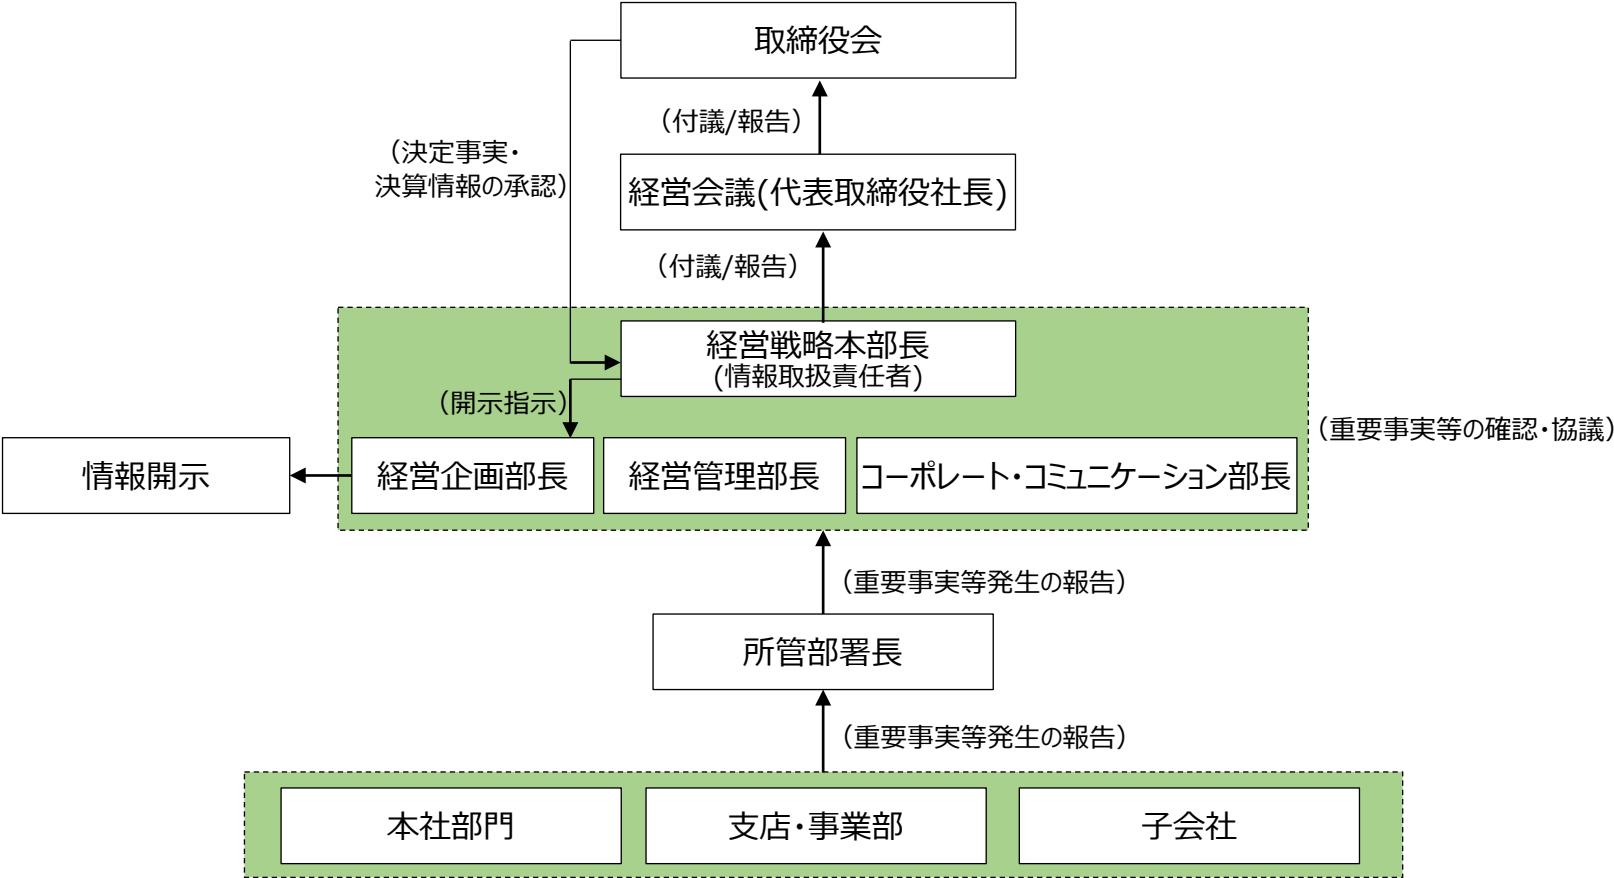 取締役会
（付議/報告）
（決定事実・
決算情報の承認）
経営会議(代表取締役社長)
（付議/報告）
経営戦略本部長
(情報取扱責任者)
（開示指示）
（重要事実等の確認・協議）
情報開示
経営企画部長
経営管理部長
コーポレート・コミュニケーション部長
（重要事実等発生の報告）
所管部署長
（重要事実等発生の報告）
本社部門
支店・事業部
子会社